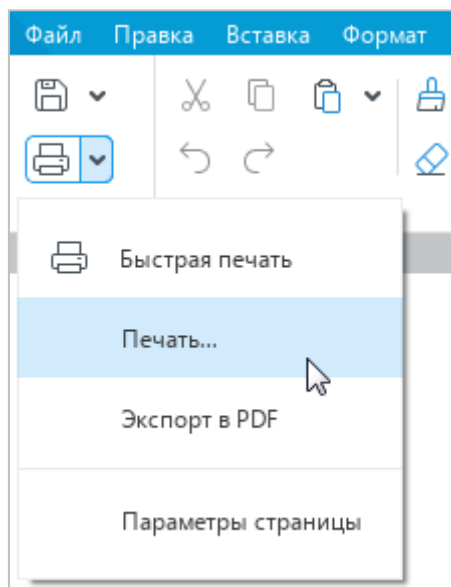 Файл Правка Вставка Формат
Быстрая печать
Печать...
Экспорт в PDF
Параметры страницы